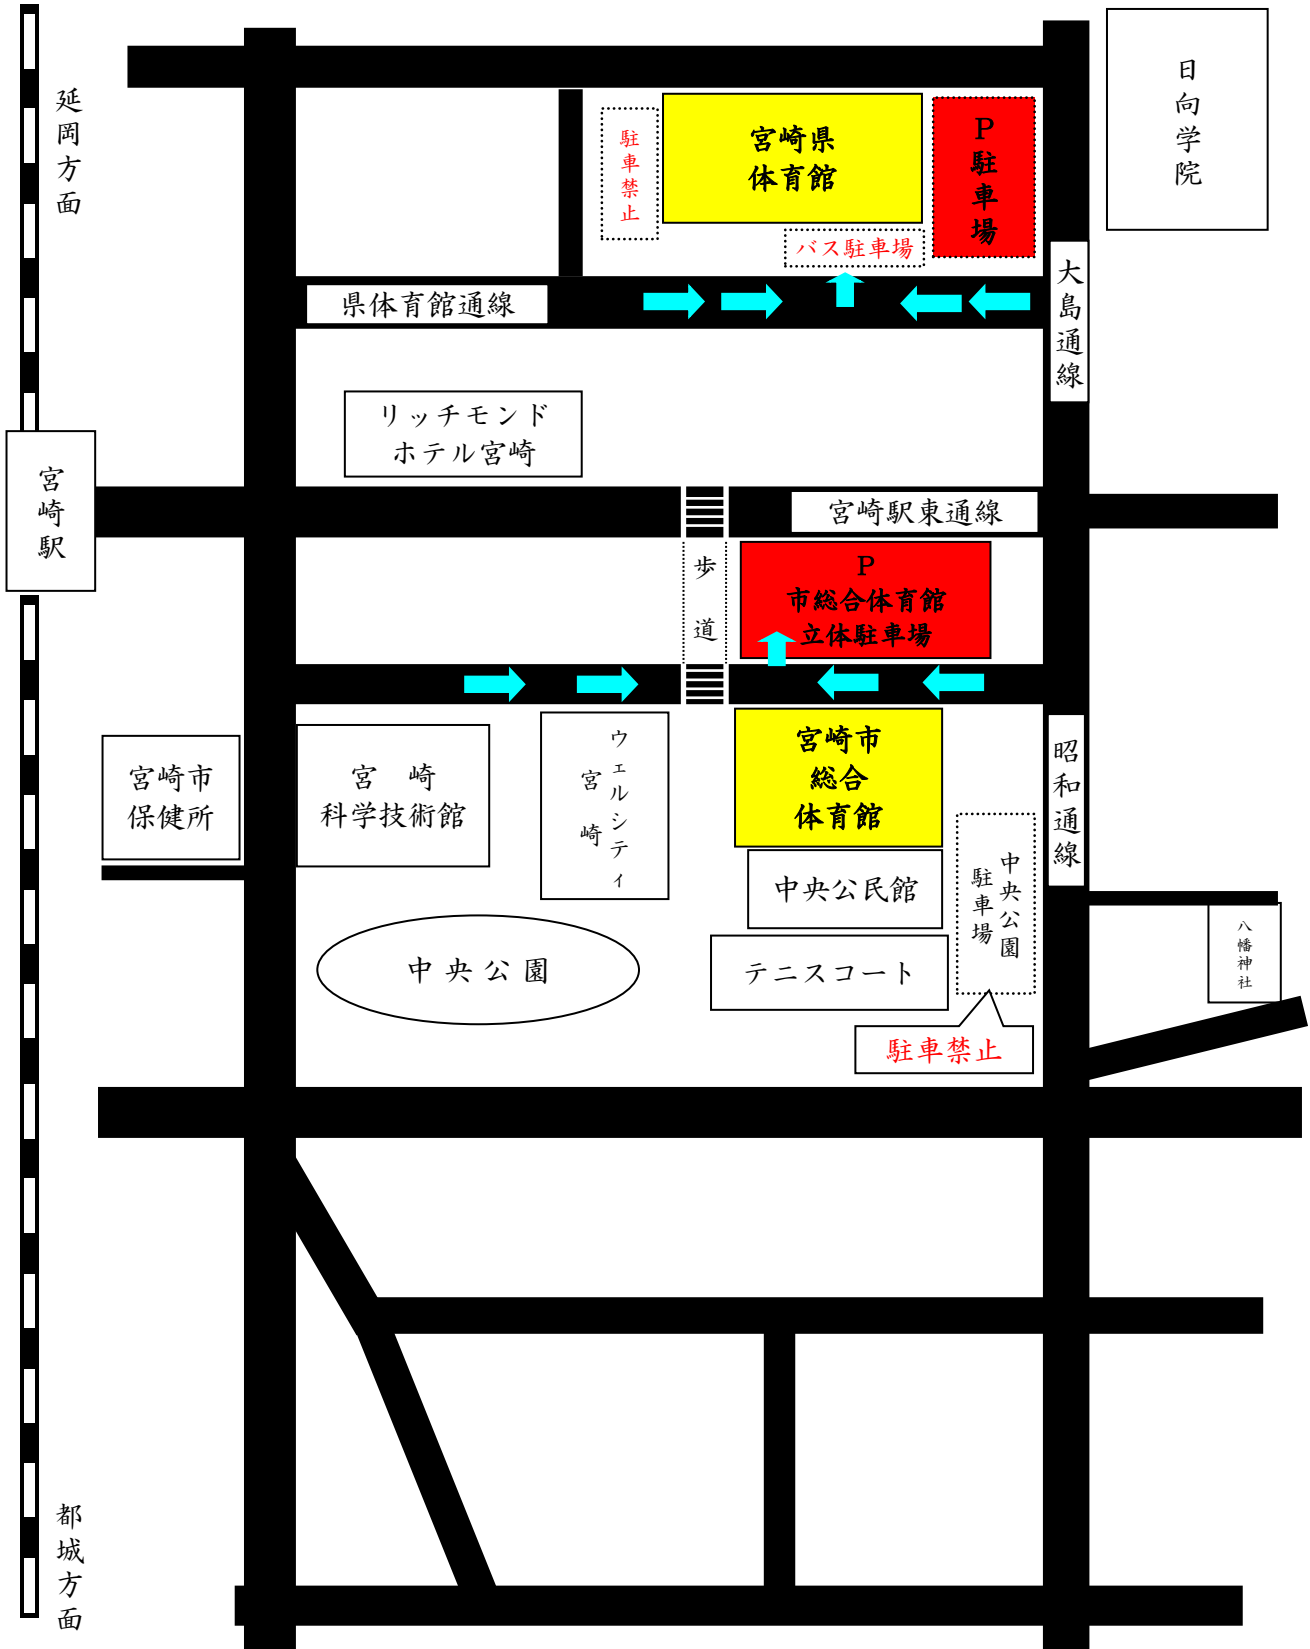 延岡方面
日向学院
駐車禁止
宮崎県
体育館
P
駐車場
バス駐車場
県体育館通線
大島通線
リッチモンド
ホテル宮崎
宮崎駅
宮崎駅東通線
歩道
P
市総合体育館
立体駐車場
宮崎市
保健所
宮　崎
科学技術館
ウェルシティ
宮崎
宮崎市
総合
体育館
昭和通線
中央公民館
中央公園
駐車場
八幡神社
中央公園
テニスコート
駐車禁止
都城方面